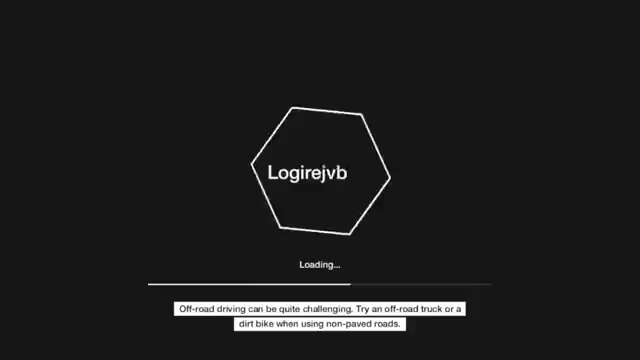 Logirejvb
Loading...
Off-road driving can be quite challenging. Try an off-road truck or a
dirt bike when using non-paved roads.